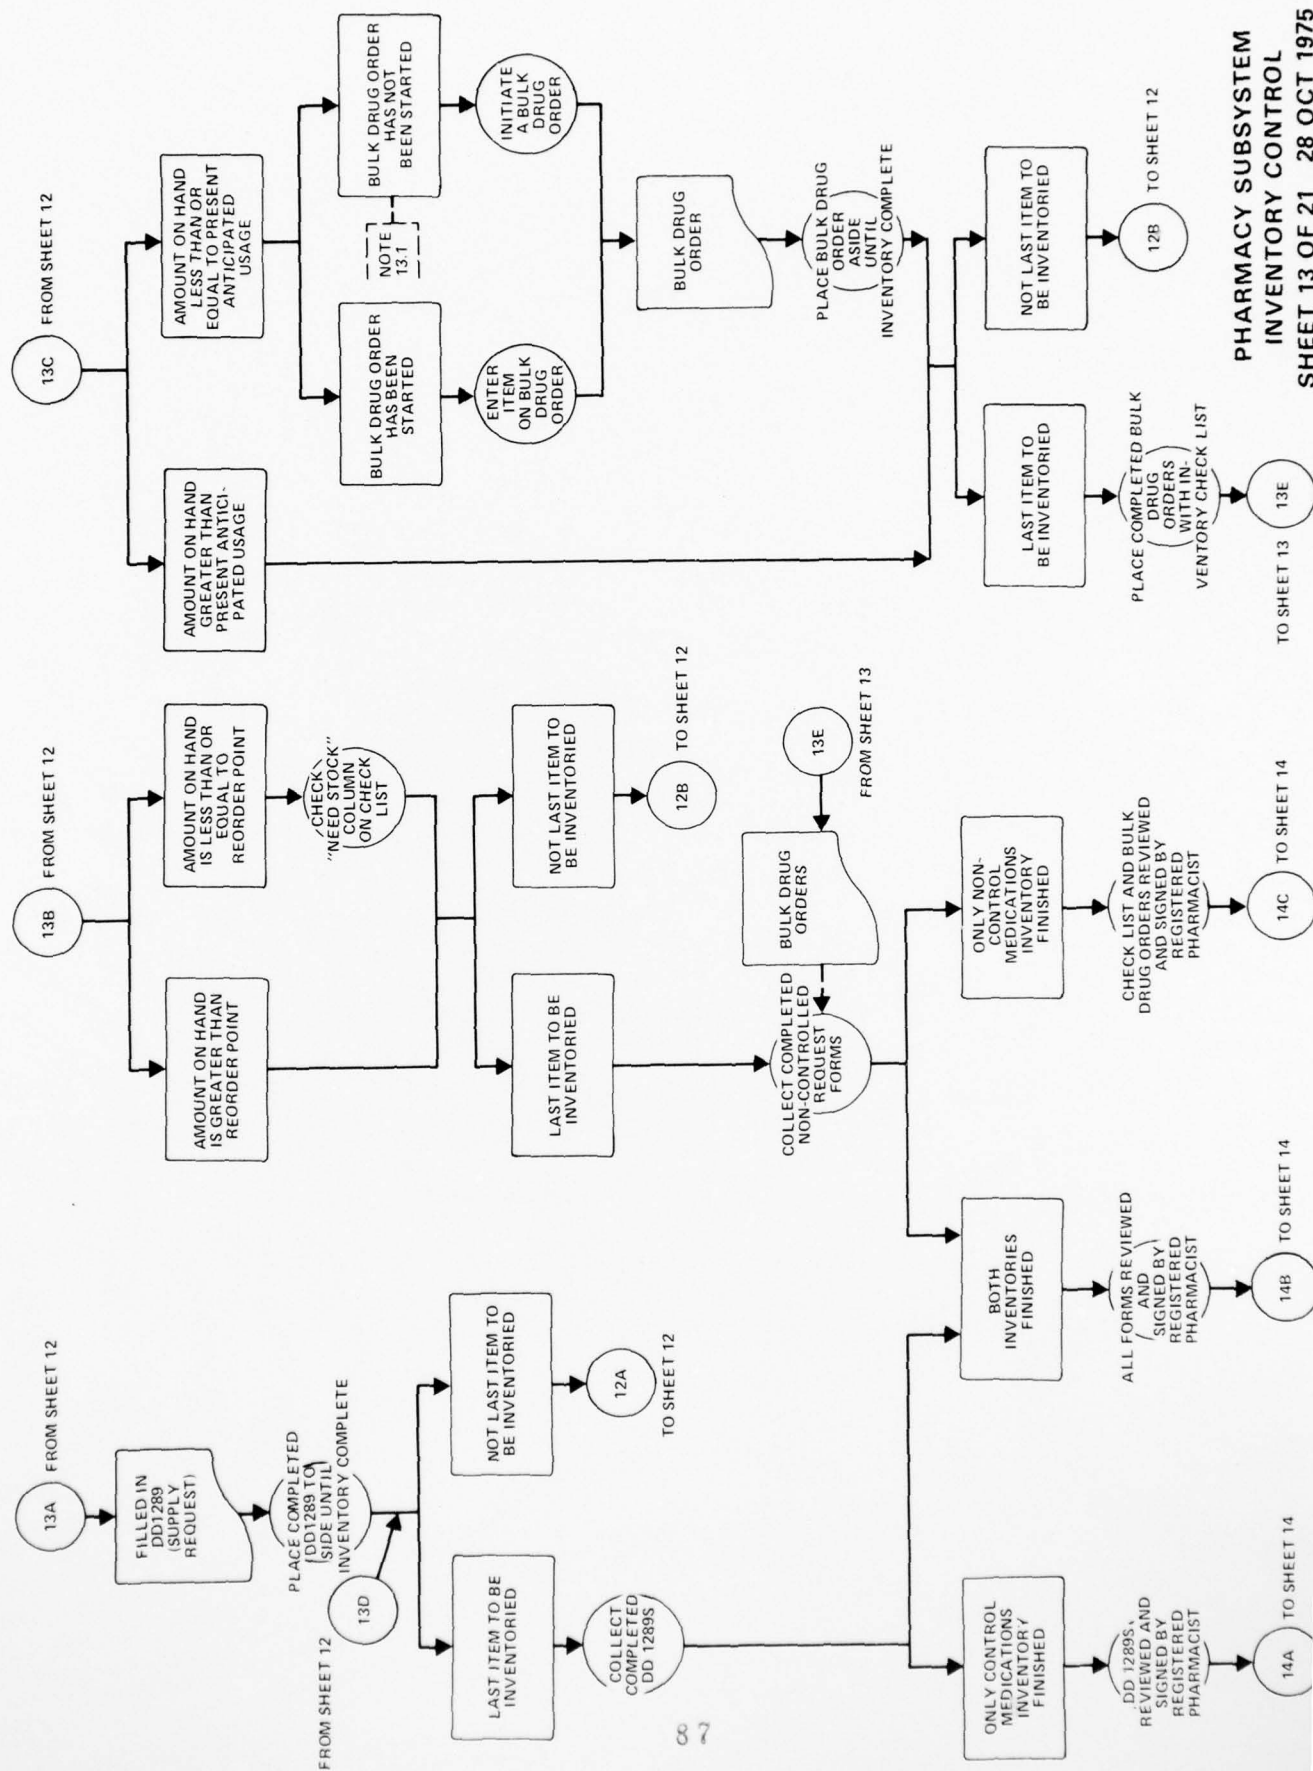 13A
FROM SHEET 12
FILLED IN
DD1289
(SUPPLY
REQUEST)
PLACE COMPLETED
DD1289 TO
SIDE UNTIL
INVENTORY COMPLETE
FROM SHEET 12
13D
LAST ITEM TO BE
INVENTORIED
NOT LAST ITEM TO
BE INVENTORIED
COLLECT
COMPLETED
DD 1289S
12A
TO SHEET 12
ONLY CONTROL
MEDICATIONS
INVENTORY
FINISHED
DD 1289S,
REVIEWED AND
SIGNED BY
REGISTERED
PHARMACIST
14A
TO SHEET 14
BOTH
INVENTORIES
FINISHED
ALL FORMS REVIEWED
AND
SIGNED BY
REGISTERED
PHARMACIST
14B
TO SHEET 14
13B
FROM SHEET 12
AMOUNT ON HAND
IS GREATER THAN
REORDER POINT
AMOUNT ON HAND
IS LESS THAN OR
EQUAL TO
REORDER POINT
CHECK
"NEED STOCK"
COLUMN
ON CHECK
LIST
LAST ITEM TO BE
INVENTORIED
NOT LAST ITEM TO
BE INVENTORIED
12B
TO SHEET 12
COLLECT COMPLETED
NON-CONTROLLED
REQUEST
FORMS
BULK DRUG
ORDERS
13E
FROM SHEET 13
ONLY NON-
CONTROL
MEDICATIONS
INVENTORY
FINISHED
CHECK LIST AND BULK
DRUG ORDERS REVIEWED
AND SIGNED BY
REGISTERED
PHARMACIST
14C
TO SHEET 14
13C
FROM SHEET 12
AMOUNT ON HAND
GREATER THAN
PRESENT ANTICI-
PATED USAGE
AMOUNT ON HAND
LESS THAN OR
EQUAL TO PRESENT
ANTICIPATED
USAGE
BULK DRUG ORDER
HAS BEEN
STARTED
NOTE
13.1
BULK DRUG ORDER
HAS NOT
BEEN STARTED
ENTER
ITEM
ON BULK
DRUG
ORDER
INITIATE
A BULK
DRUG
ORDER
BULK DRUG
ORDER
PLACE BULK DRUG
ORDER
ASIDE
UNTIL
INVENTORY COMPLETE
LAST ITEM TO
BE INVENTORIED
NOT LAST ITEM TO
BE INVENTORIED
PLACE COMPLETED BULK
DRUG
ORDERS
WITH IN-
VENTORY CHECK LIST
TO SHEET 13
13E
12B
TO SHEET 12
PHARMACY SUBSYSTEM
INVENTORY CONTROL
SHEET 13 OF 21 28 OCT 1975
87